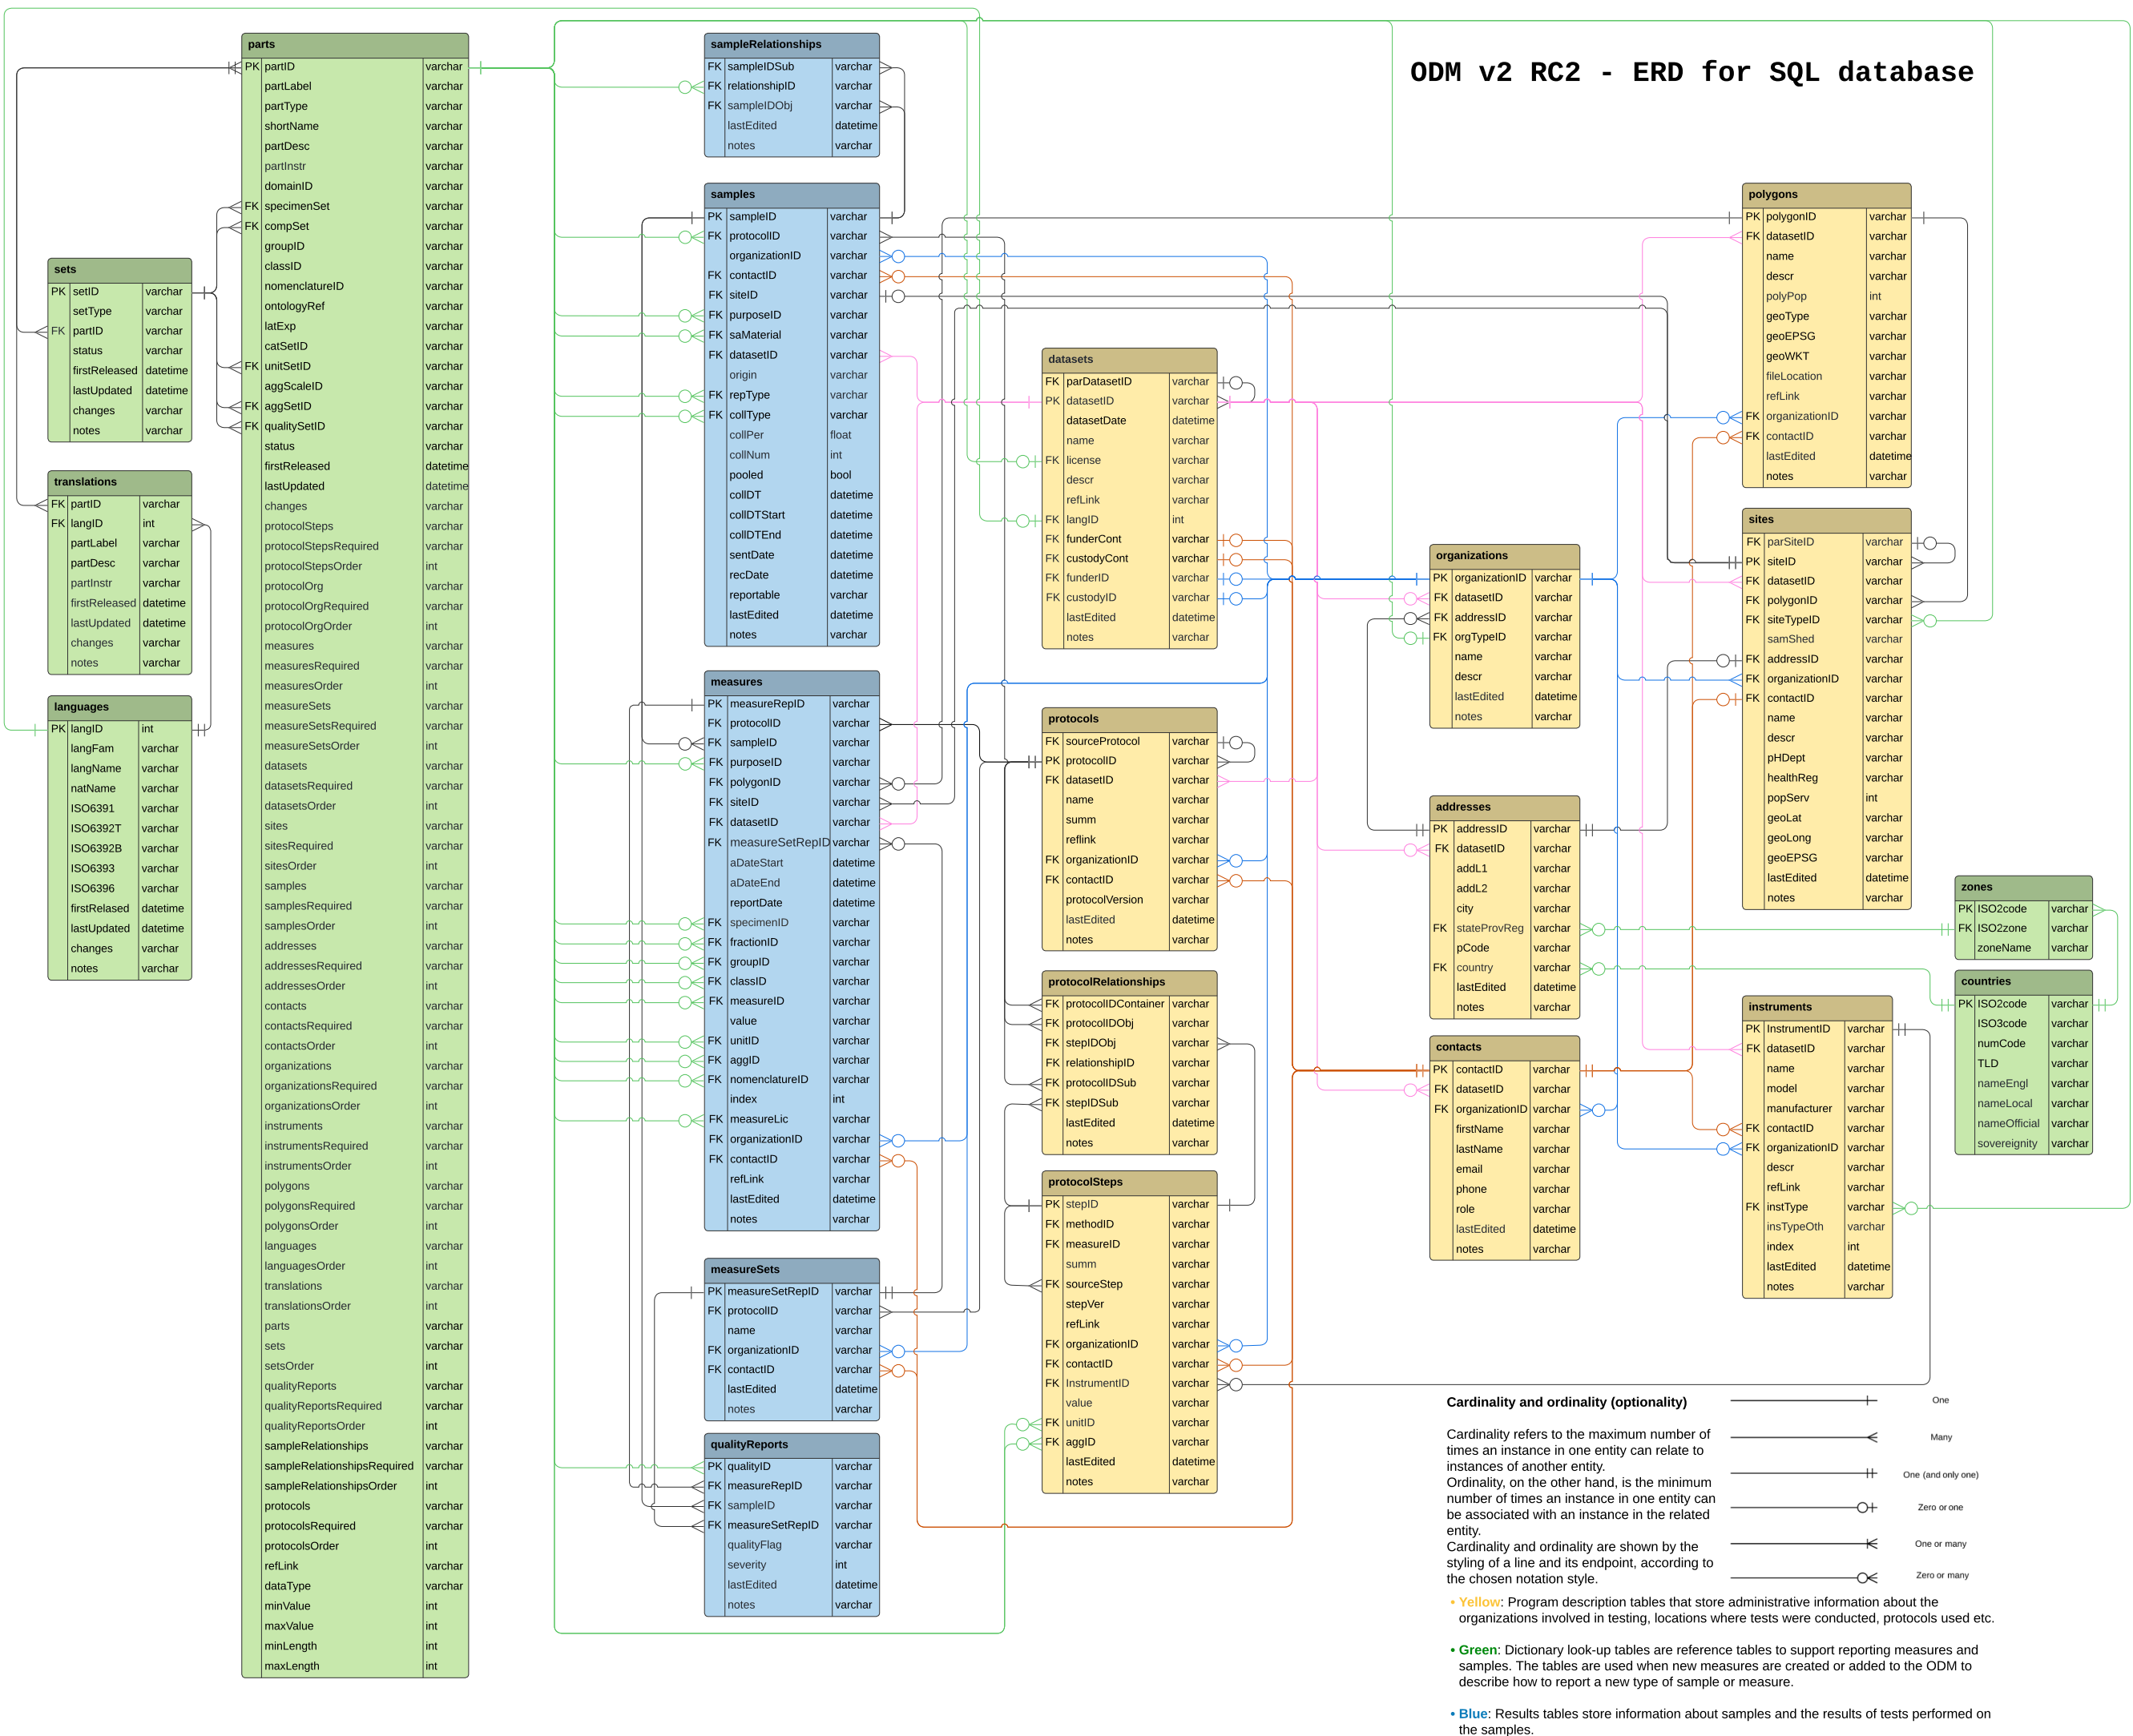 ODM v2 RC2 - ERD for SQL database
parts
PK partID varchar
partLabel varchar
partType varchar
shortName varchar
partDesc varchar
partInstr varchar
domainID varchar
FK specimenSet varchar
FK compSet varchar
groupID varchar
classID varchar
nomenclatureID varchar
ontologyRef varchar
latExp varchar
catSetID varchar
FK unitSetID varchar
aggScaleID varchar
FK aggSetID varchar
FK qualitySetID varchar
status varchar
firstReleased datetime
lastUpdated datetime
changes varchar
protocolSteps varchar
protocolStepsRequired varchar
protocolStepsOrder int
protocolOrg varchar
protocolOrgRequired varchar
protocolOrgOrder int
measures varchar
measuresRequired varchar
measuresOrder int
measureSets varchar
measureSetsRequired varchar
measureSetsOrder int
datasets varchar
datasetsRequired varchar
datasetsOrder int
sites varchar
sitesRequired varchar
sitesOrder int
samples varchar
samplesRequired varchar
samplesOrder int
addresses varchar
addressesRequired varchar
addressesOrder int
contacts varchar
contactsRequired varchar
contactsOrder int
organizations varchar
organizationsRequired varchar
organizationsOrder int
instruments varchar
instrumentsRequired varchar
instrumentsOrder int
polygons varchar
polygonsRequired varchar
polygonsOrder int
languages varchar
languagesOrder int
translations varchar
translationsOrder int
parts varchar
sets varchar
setsOrder int
qualityReports varchar
qualityReportsRequired varchar
qualityReportsOrder int
sampleRelationships varchar
sampleRelationshipsRequired varchar
sampleRelationshipsOrder int
protocols varchar
protocolsRequired varchar
protocolsOrder int
refLink varchar
dataType varchar
minValue int
maxValue int
minLength int
maxLength int
sets
PK setID varchar
setType varchar
FK partID varchar
status varchar
firstReleased datetime
lastUpdated datetime
changes varchar
notes varchar
translations
FK partID varchar
FK langID int
partLabel varchar
partDesc varchar
partInstr varchar
firstReleased datetime
lastUpdated datetime
changes varchar
notes varchar
languages
PK langID int
langFam varchar
langName varchar
natName varchar
ISO6391 varchar
ISO6392T varchar
ISO6392B varchar
ISO6393 varchar
ISO6396 varchar
firstRelased datetime
lastUpdated datetime
changes varchar
notes varchar
sampleRelationships
FK sampleIDSub varchar
FK relationshipID varchar
FK sampleIDObj varchar
lastEdited datetime
notes varchar
samples
PK sampleID varchar
FK protocolID varchar
organizationID varchar
FK contactID varchar
FK siteID varchar
FK purposeID varchar
FK saMaterial varchar
FK datasetID varchar
origin varchar
FK repType varchar
FK collType varchar
collPer float
collNum int
pooled bool
collDT datetime
collDTStart datetime
collDTEnd datetime
sentDate datetime
recDate datetime
reportable varchar
lastEdited datetime
notes varchar
measures
PK measureRepID varchar
FK protocolID varchar
FK sampleID varchar
FK purposeID varchar
FK polygonID varchar
FK siteID varchar
FK datasetID varchar
FK measureSetRepID varchar
aDateStart datetime
aDateEnd datetime
reportDate datetime
FK specimenID varchar
FK fractionID varchar
FK groupID varchar
FK classID varchar
FK measureID varchar
value varchar
FK unitID varchar
FK aggID varchar
FK nomenclatureID varchar
index int
FK measureLic varchar
FK organizationID varchar
FK contactID varchar
refLink varchar
lastEdited datetime
notes varchar
measureSets
PK measureSetRepID varchar
FK protocolID varchar
name varchar
FK organizationID varchar
FK contactID varchar
lastEdited datetime
notes varchar
qualityReports
PK qualityID varchar
FK measureRepID varchar
FK sampleID varchar
FK measureSetRepID varchar
qualityFlag varchar
severity int
lastEdited datetime
notes varchar
datasets
FK parDatasetID varchar
PK datasetID varchar
datasetDate datetime
name varchar
FK license varchar
descr varchar
refLink varchar
FK langID int
FK funderCont varchar
FK custodyCont varchar
FK funderID varchar
FK custodyID varchar
lastEdited datetime
notes varchar
protocols
FK sourceProtocol varchar
PK protocolID varchar
FK datasetID varchar
name varchar
summ varchar
reflink varchar
FK organizationID varchar
FK contactID varchar
protocolVersion varchar
lastEdited datetime
notes varchar
protocolRelationships
FK protocolIDContainer varchar
FK protocolIDObj varchar
FK stepIDObj varchar
FK relationshipID varchar
FK protocolIDSub varchar
FK stepIDSub varchar
lastEdited datetime
notes varchar
protocolSteps
PK stepID varchar
FK methodID varchar
FK measureID varchar
summ varchar
FK sourceStep varchar
stepVer varchar
refLink varchar
FK organizationID varchar
FK contactID varchar
FK InstrumentID varchar
value varchar
FK unitID varchar
FK aggID varchar
lastEdited datetime
notes varchar
organizations
PK organizationID varchar
FK datasetID varchar
FK addressID varchar
FK orgTypeID varchar
name varchar
descr varchar
lastEdited datetime
notes varchar
addresses
PK addressID varchar
FK datasetID varchar
addL1 varchar
addL2 varchar
city varchar
FK stateProvReg varchar
pCode varchar
FK country varchar
lastEdited datetime
notes varchar
contacts
PK contactID varchar
FK datasetID varchar
FK organizationID varchar
firstName varchar
lastName varchar
email varchar
phone varchar
role varchar
lastEdited datetime
notes varchar
polygons
PK polygonID varchar
FK datasetID varchar
name varchar
descr varchar
polyPop int
geoType varchar
geoEPSG varchar
geoWKT varchar
fileLocation varchar
refLink varchar
FK organizationID varchar
FK contactID varchar
lastEdited datetime
notes varchar
sites
FK parSiteID varchar
PK siteID varchar
FK datasetID varchar
FK polygonID varchar
FK siteTypeID varchar
samShed varchar
FK addressID varchar
FK organizationID varchar
FK contactID varchar
name varchar
descr varchar
pHDept varchar
healthReg varchar
popServ int
geoLat varchar
geoLong varchar
geoEPSG varchar
lastEdited datetime
notes varchar
instruments
PK InstrumentID varchar
FK datasetID varchar
name varchar
model varchar
manufacturer varchar
FK contactID varchar
FK organizationID varchar
descr varchar
refLink varchar
FK instType varchar
insTypeOth varchar
index int
lastEdited datetime
notes varchar
zones
PK ISO2code varchar
FK ISO2zone varchar
zoneName varchar
countries
PK ISO2code varchar
ISO3code varchar
numCode varchar
TLD varchar
nameEngl varchar
nameLocal varchar
nameOfficial varchar
sovereignity varchar
Cardinality and ordinality (optionality)
Cardinality refers to the maximum number of
times an instance in one entity can relate to
instances of another entity.
Ordinality, on the other hand, is the minimum
number of times an instance in one entity can
be associated with an instance in the related
entity.
Cardinality and ordinality are shown by the
styling of a line and its endpoint, according to
the chosen notation style.
One
Many
One (and only one)
Zero or one
One or many
Zero or many
• Yellow: Program description tables that store administrative information about the
organizations involved in testing, locations where tests were conducted, protocols used etc.
• Green: Dictionary look-up tables are reference tables to support reporting measures and
samples. The tables are used when new measures are created or added to the ODM to
describe how to report a new type of sample or measure.
• Blue: Results tables store information about samples and the results of tests performed on
the samples.